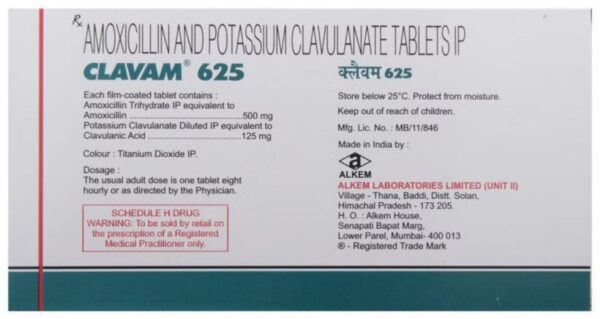 Rx
AMOXICILLIN AND POTASSIUM CLAVULANATE TABLETS IP
CLAVAM® 625
Each film-coated tablet contains :
Amoxicillin Trihydrate IP equivalent to
Amoxicillin ................................500 mg
Potassium Clavulanate Diluted IP equivalent to
Clavulanic Acid ...........................125 mg
Colour : Titanium Dioxide IP.
Dosage :
The usual adult dose is one tablet eight
hourly or as directed by the Physician.
SCHEDULE H DRUG
WARNING: To be sold by retail on
the prescription of a Registered
Medical Practitioner only.
क्लैवम 625
Store below 25°C. Protect from moisture.
Keep out of reach of children.
Mfg. Lic. No. : MB/11/846
Made in India by :
a
ALKEM
ALKEM LABORATORIES LIMITED (UNIT II)
Village - Thana, Baddi, Distt. Solan,
Himachal Pradesh - 173 205.
H. O. : Alkem House,
Senapati Bapat Marg,
Lower Parel, Mumbai- 400 013
® - Registered Trade Mark